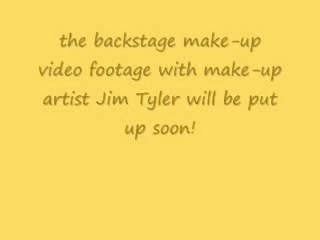 the backstage make-up
video footage with make-up
artist Jim Tyler will be put
up soon!